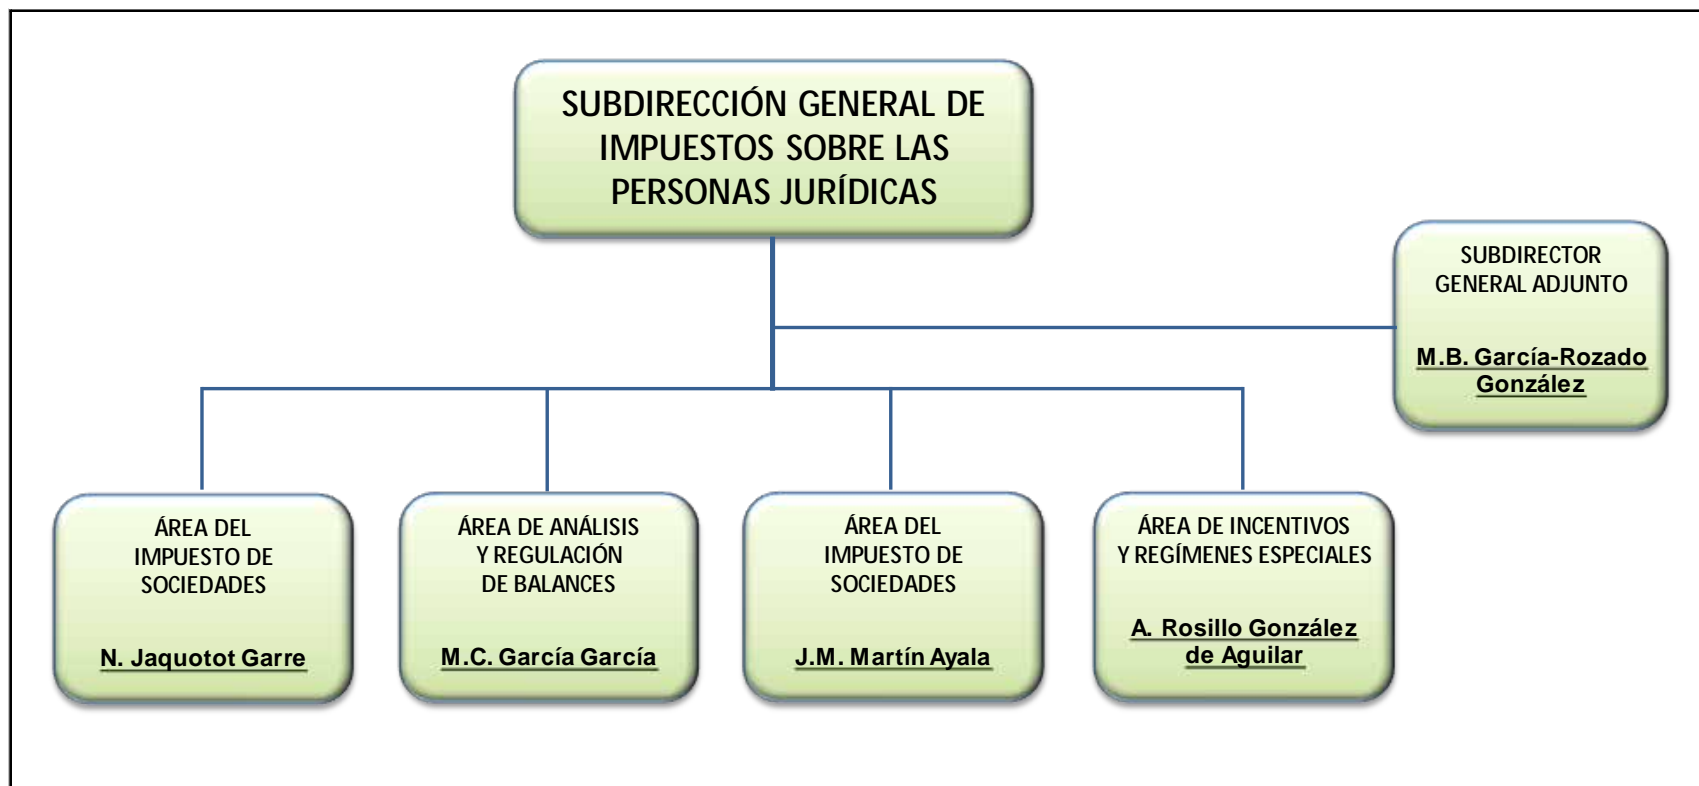 SUBDIRECCIÓN GENERAL DE
IMPUESTOS SOBRE LAS
PERSONAS JURÍDICAS
SUBDIRECTOR
GENERAL ADJUNTO
M.B. García-Rozado
González
ÁREA DEL
IMPUESTO DE
SOCIEDADES
N. Jaquotot Garre
ÁREA DE ANÁLISIS
Y REGULACIÓN
DE BALANCES
M.C. García García
ÁREA DEL
IMPUESTO DE
SOCIEDADES
J.M. Martín Ayala
ÁREA DE INCENTIVOS
Y REGÍMENES ESPECIALES
A. Rosillo González
de Aguilar